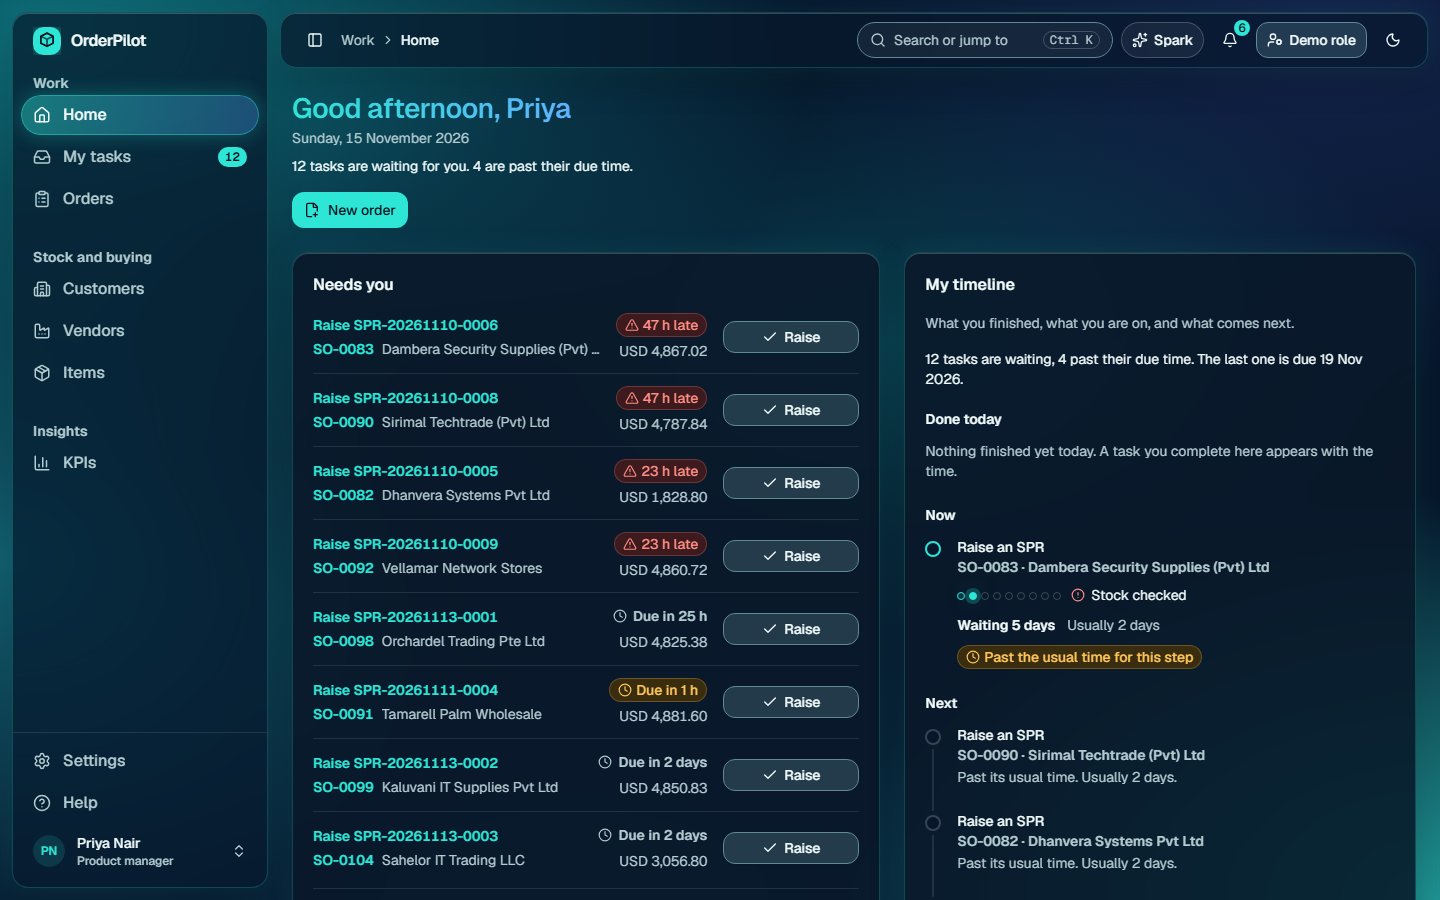 OrderPilot
Work
Home
My tasks 12
Orders
Stock and buying
Customers
Vendors
Items
Insights
KPIs
Settings
Help
PN
Priya Nair
Product manager
Work > Home
Search or jump to Ctrl K
Spark
6
Demo role
Good afternoon, Priya
Sunday, 15 November 2026
12 tasks are waiting for you. 4 are past their due time.
New order
Needs you
Raise SPR-20261110-0006 47 h late
SO-0083 Dambera Security Supplies (Pvt) ... USD 4,867.02
Raise
Raise SPR-20261110-0008 47 h late
SO-0090 Sirimal Techtrade (Pvt) Ltd USD 4,787.84
Raise
Raise SPR-20261110-0005 23 h late
SO-0082 Dhanvera Systems Pvt Ltd USD 1,828.80
Raise
Raise SPR-20261110-0009 23 h late
SO-0092 Vellamar Network Stores USD 4,860.72
Raise
Raise SPR-20261113-0001 Due in 25 h
SO-0098 Orchardel Trading Pte Ltd USD 4,825.38
Raise
Raise SPR-20261111-0004 Due in 1 h
SO-0091 Tamarell Palm Wholesale USD 4,881.60
Raise
Raise SPR-20261113-0002 Due in 2 days
SO-0099 Kaluvani IT Supplies Pvt Ltd USD 4,850.83
Raise
Raise SPR-20261113-0003 Due in 2 days
SO-0104 Sahelor IT Trading LLC USD 3,056.80
Raise
My timeline
What you finished, what you are on, and what comes next.
12 tasks are waiting, 4 past their due time. The last one is due 19 Nov
2026.
Done today
Nothing finished yet today. A task you complete here appears with the
time.
Now
Raise an SPR
SO-0083 · Dambera Security Supplies (Pvt) Ltd
Stock checked
Waiting 5 days Usually 2 days
Past the usual time for this step
Next
Raise an SPR
SO-0090 · Sirimal Techtrade (Pvt) Ltd
Past its usual time. Usually 2 days.
Raise an SPR
SO-0082 · Dhanvera Systems Pvt Ltd
Past its usual time. Usually 2 days.